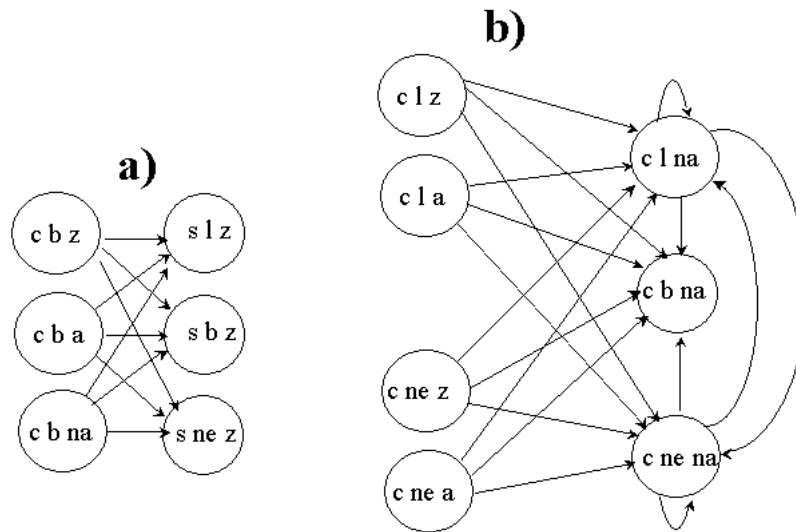 a)
c b z
s l z
c b a
s b z
c b na
s ne z
b)
c l z
c l na
c l a
c b na
c ne z
c ne na
c ne a